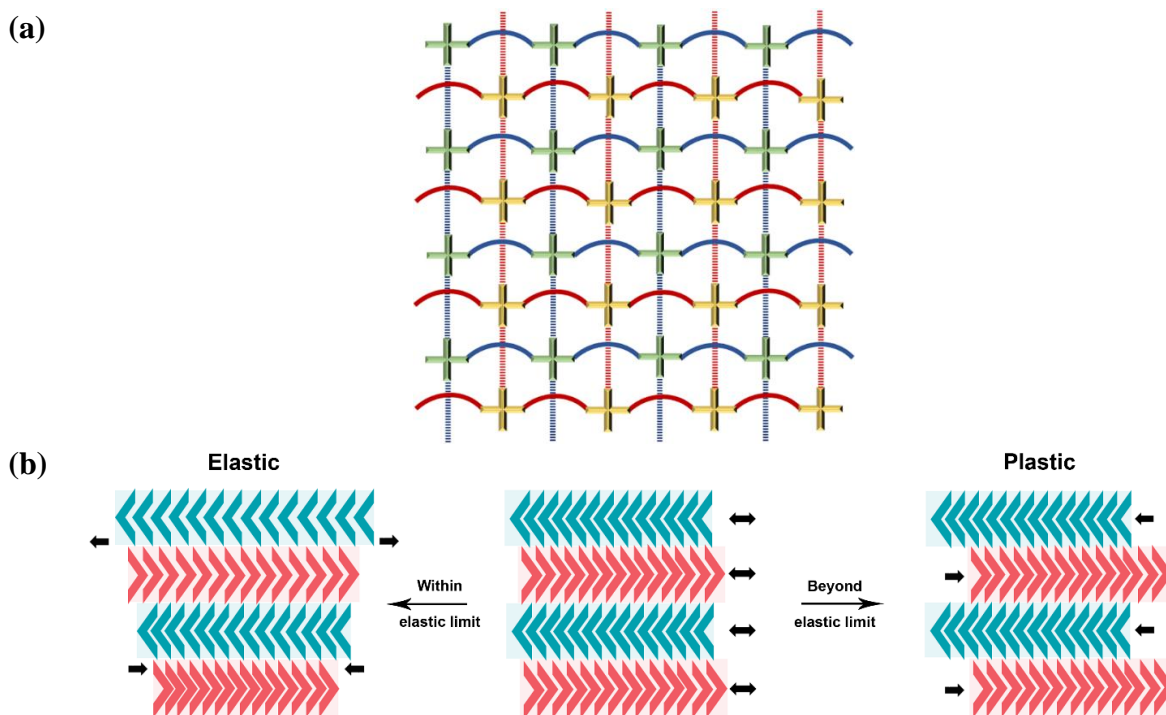 (a)
(b)
Elastic
Plastic
Within
elastic limit
Beyond
elastic limit